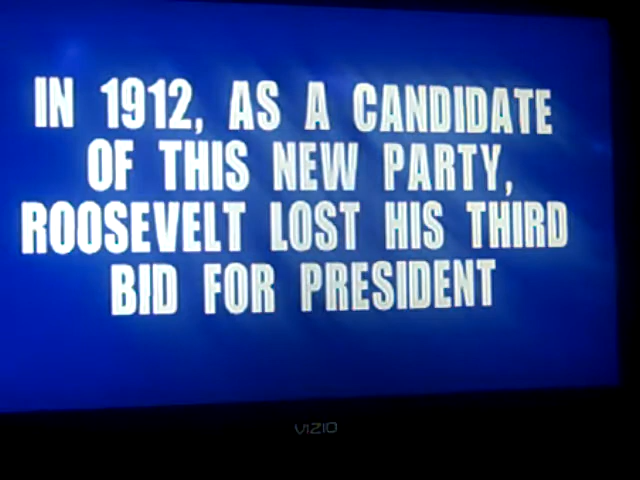 IN 1912, AS A CANDIDATE
OF THIS NEW PARTY,
ROOSEVELT LOST HIS THIRD
BID FOR PRESIDENT
VIZIO